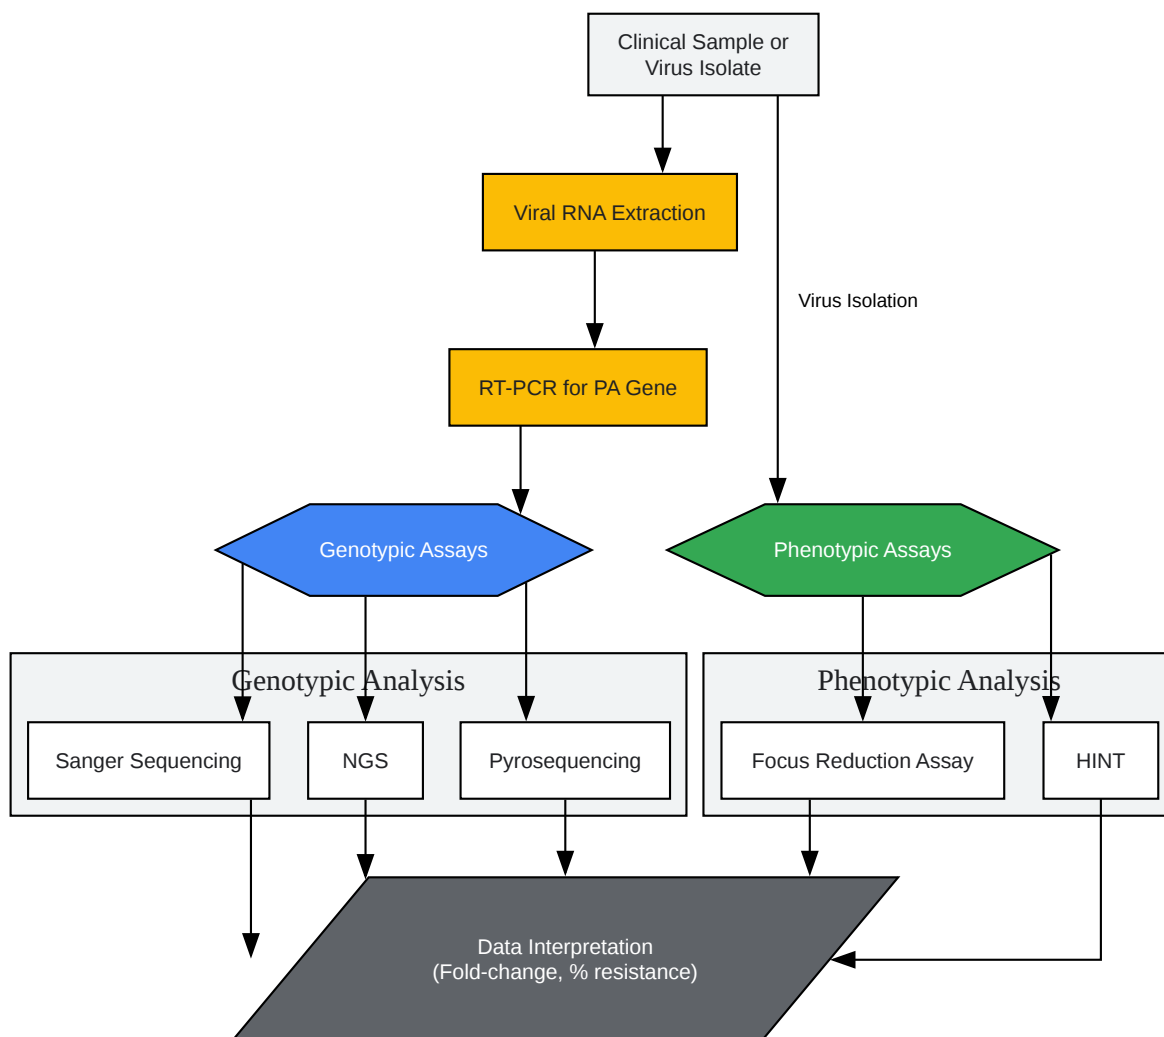 Clinical Sample or
Virus Isolate
Viral RNA Extraction
Virus Isolation
RT-PCR for PA Gene
Genotypic Assays
Phenotypic Assays
Genotypic Analysis
Phenotypic Analysis
Sanger Sequencing
NGS
Pyrosequencing
Focus Reduction Assay
HINT
Data Interpretation
(Fold-change, % resistance)